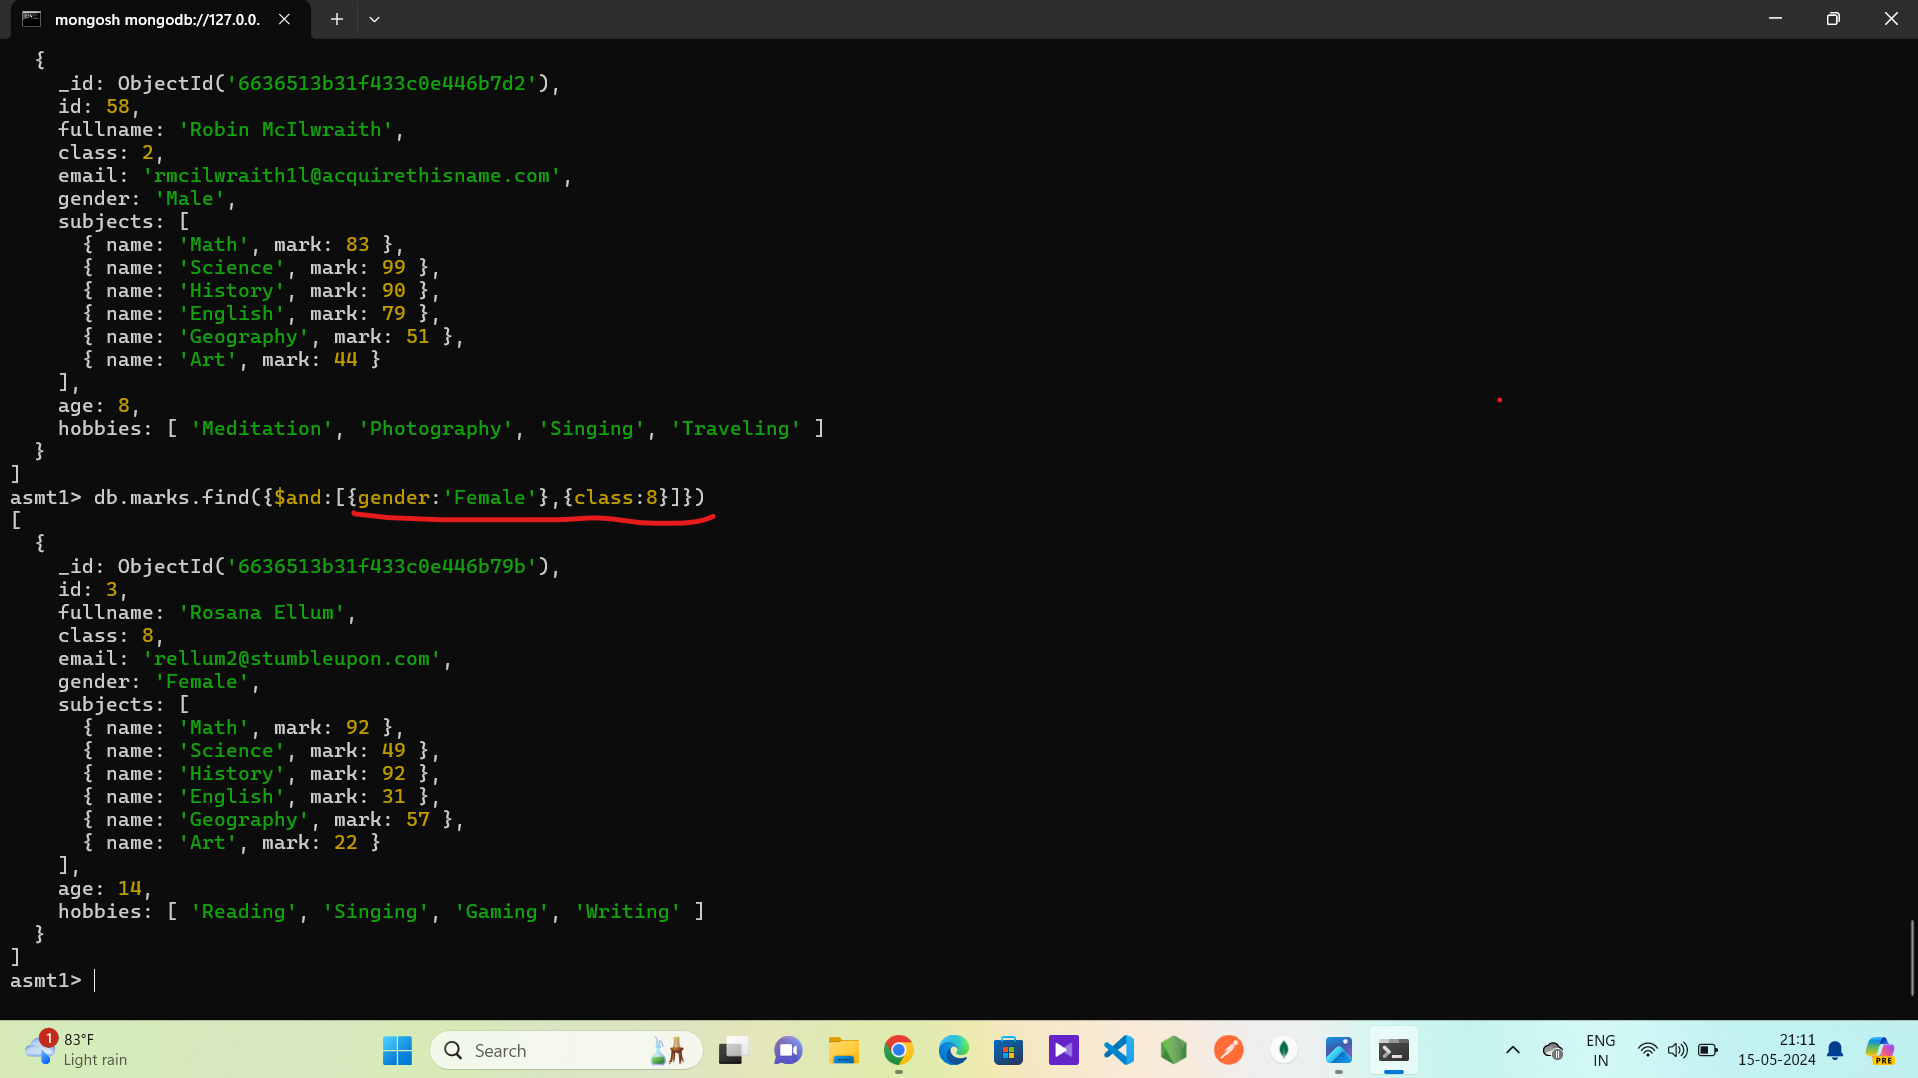 mongosh mongodb://127.0.0.
{
_id: ObjectId('6636513b31f433c0e446b7d2'),
id: 58,
fullname: 'Robin McIlwraith',
class: 2,
email: 'rmcilwraith1l@acquirethisname.com',
gender: 'Male',
subjects: [
{ name: 'Math', mark: 83 },
{ name: 'Science', mark: 99 },
{ name: 'History', mark: 90 },
{ name: 'English', mark: 79 },
{ name: 'Geography', mark: 51 },
{ name: 'Art', mark: 44 }
],
age: 8,
hobbies: [ 'Meditation', 'Photography', 'Singing', 'Traveling' ]
}
]
asmt1> db.marks.find({$and:[{gender:'Female'},{class:8}]})
[
{
_id: ObjectId('6636513b31f433c0e446b79b'),
id: 3,
fullname: 'Rosana Ellum',
class: 8,
email: 'rellum2@stumbleupon.com',
gender: 'Female',
subjects: [
{ name: 'Math', mark: 92 },
{ name: 'Science', mark: 49 },
{ name: 'History', mark: 92 },
{ name: 'English', mark: 31 },
{ name: 'Geography', mark: 57 },
{ name: 'Art', mark: 22 }
],
age: 14,
hobbies: [ 'Reading', 'Singing', 'Gaming', 'Writing' ]
}
]
asmt1>
1
83°F
Light rain
Search
ENG
IN
21:11
15-05-2024
PRE